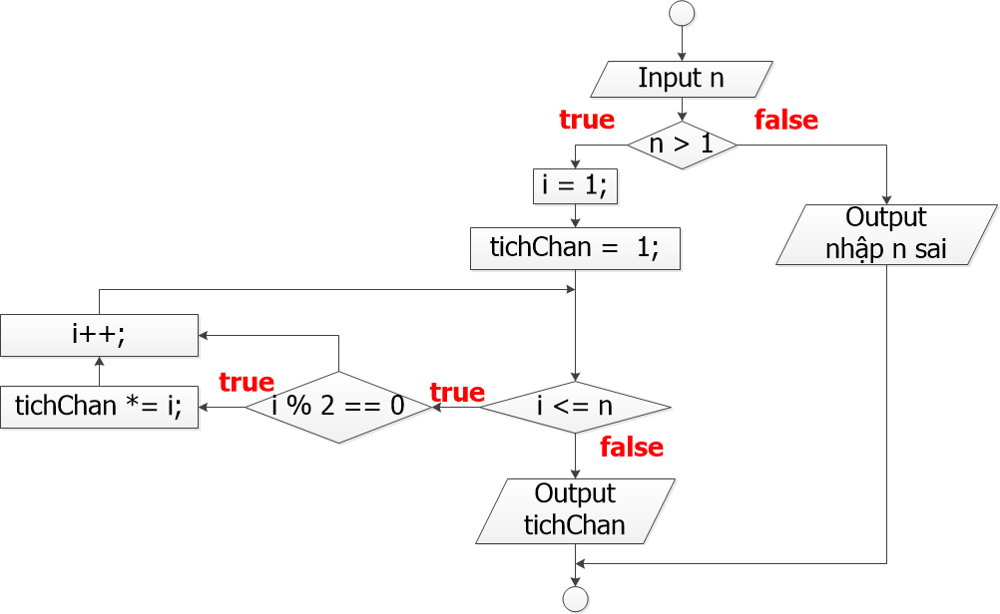 Input n
true
false
n > 1
i = 1;
Output
nhập n sai
tichChan = 1;
i++;
true
true
tichChan *= i;
i % 2 == 0
i <= n
false
Output
tichChan